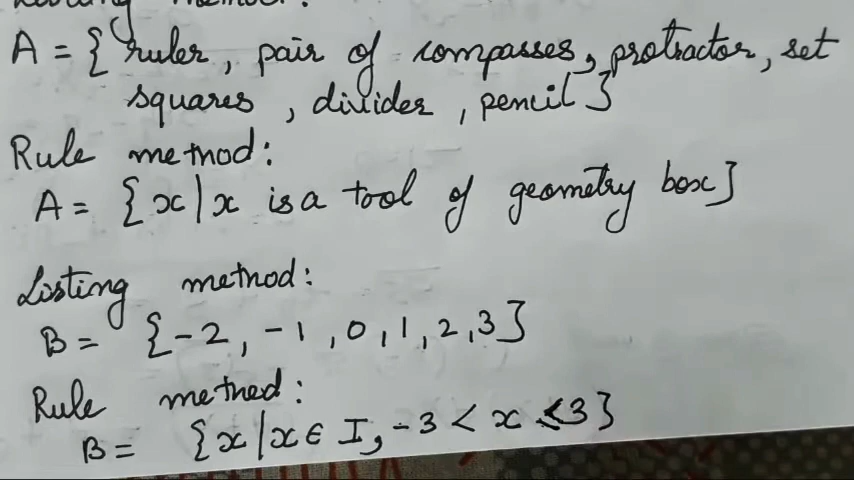 A = { ruler, pair of compasses, protractor, set
squares, divider, pencil }
Rule method:
A = { x | x is a tool of geometry box }
Listing method:
B = { -2, -1, 0, 1, 2, 3 }
Rule method:
B = { x | x ∈ I, -3 < x ≤ 3 }